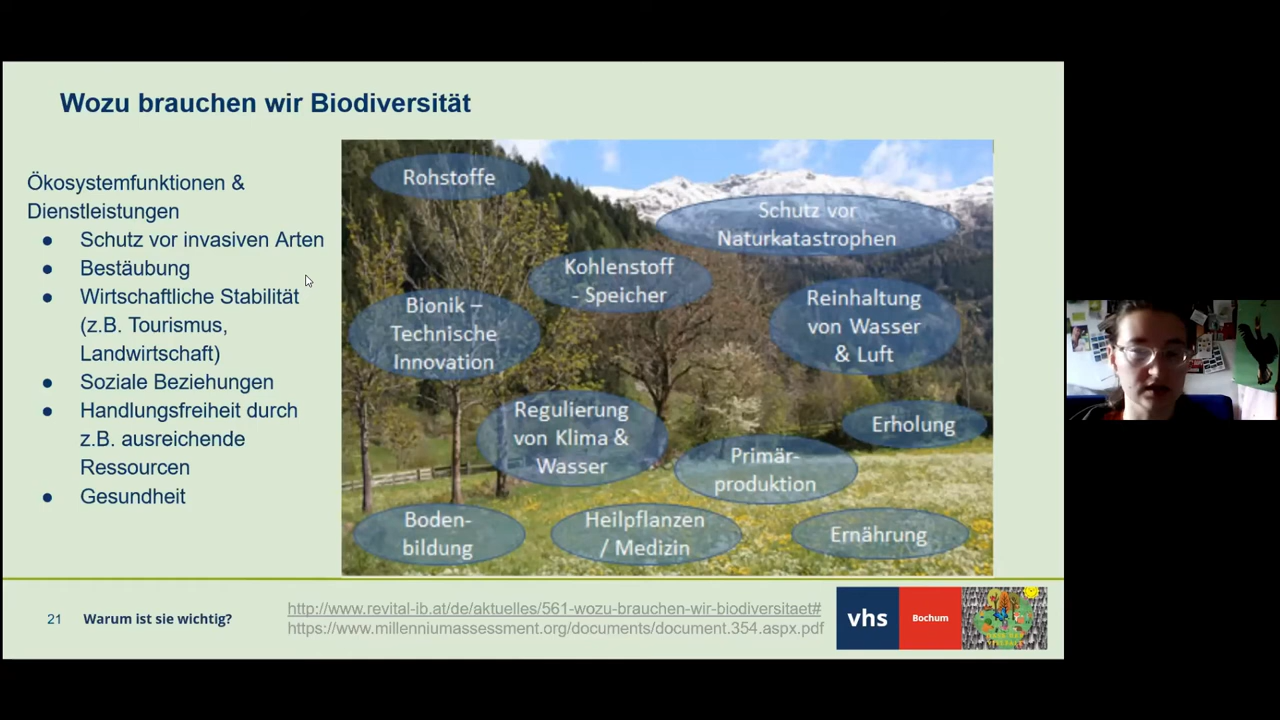 Wozu brauchen wir Biodiversität
Ökosystemfunktionen &
Dienstleistungen
● Schutz vor invasiven Arten
● Bestäubung
● Wirtschaftliche Stabilität
(z.B. Tourismus,
Landwirtschaft)
● Soziale Beziehungen
● Handlungsfreiheit durch
z.B. ausreichende
Ressourcen
● Gesundheit
Rohstoffe
Schutz vor
Naturkatastrophen
Kohlenstoff
- Speicher
Bionik –
Technische
Innovation
Reinhaltung
von Wasser
& Luft
Regulierung
von Klima &
Wasser
Erholung
Primär-
produktion
Boden-
bildung
Heilpflanzen
/ Medizin
Ernährung
21 Warum ist sie wichtig?
http://www.revital-ib.at/de/aktuelles/561-wozu-brauchen-wir-biodiversitaet#
https://www.millenniumassessment.org/documents/document.354.aspx.pdf
vhs Bochum